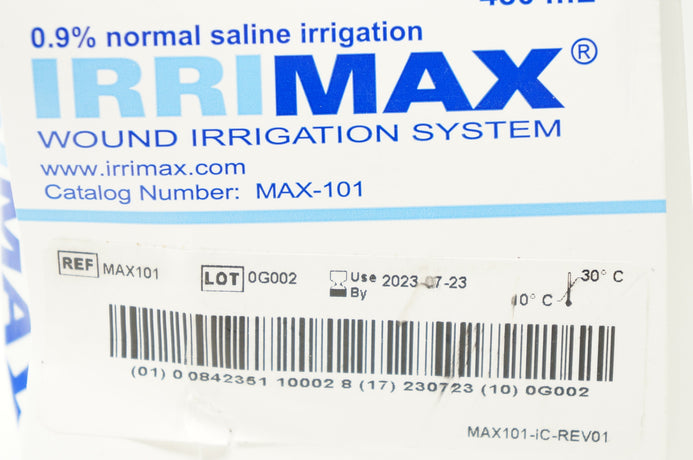 0.9% normal saline irrigation
IRRIMAX®
WOUND IRRIGATION SYSTEM
www.irrimax.com
Catalog Number: MAX-101
REF MAX101 LOT 0G002 Use By 2023-07-23 30° C
(01) 0 0842351 10002 8 (17) 230723 (10) 0G002
MAX101-iC-REV01